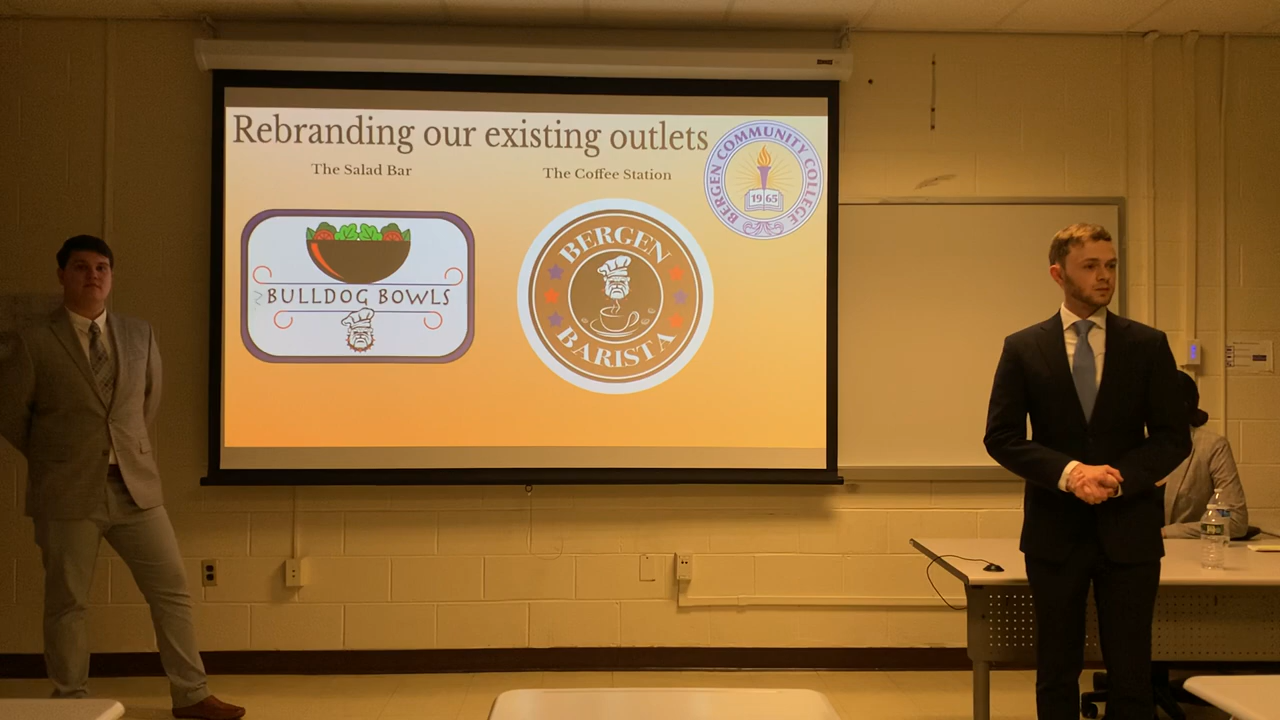 Rebranding our existing outlets
The Salad Bar
The Coffee Station
BERGEN COMMUNITY COLLEGE
1965
BULLDOG BOWLS
BERGEN
BARISTA